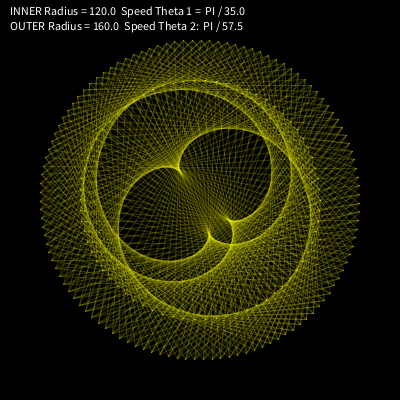 INNER Radius = 120.0  Speed Theta 1 =  PI / 35.0
OUTER Radius = 160.0  Speed Theta 2:  PI / 57.5